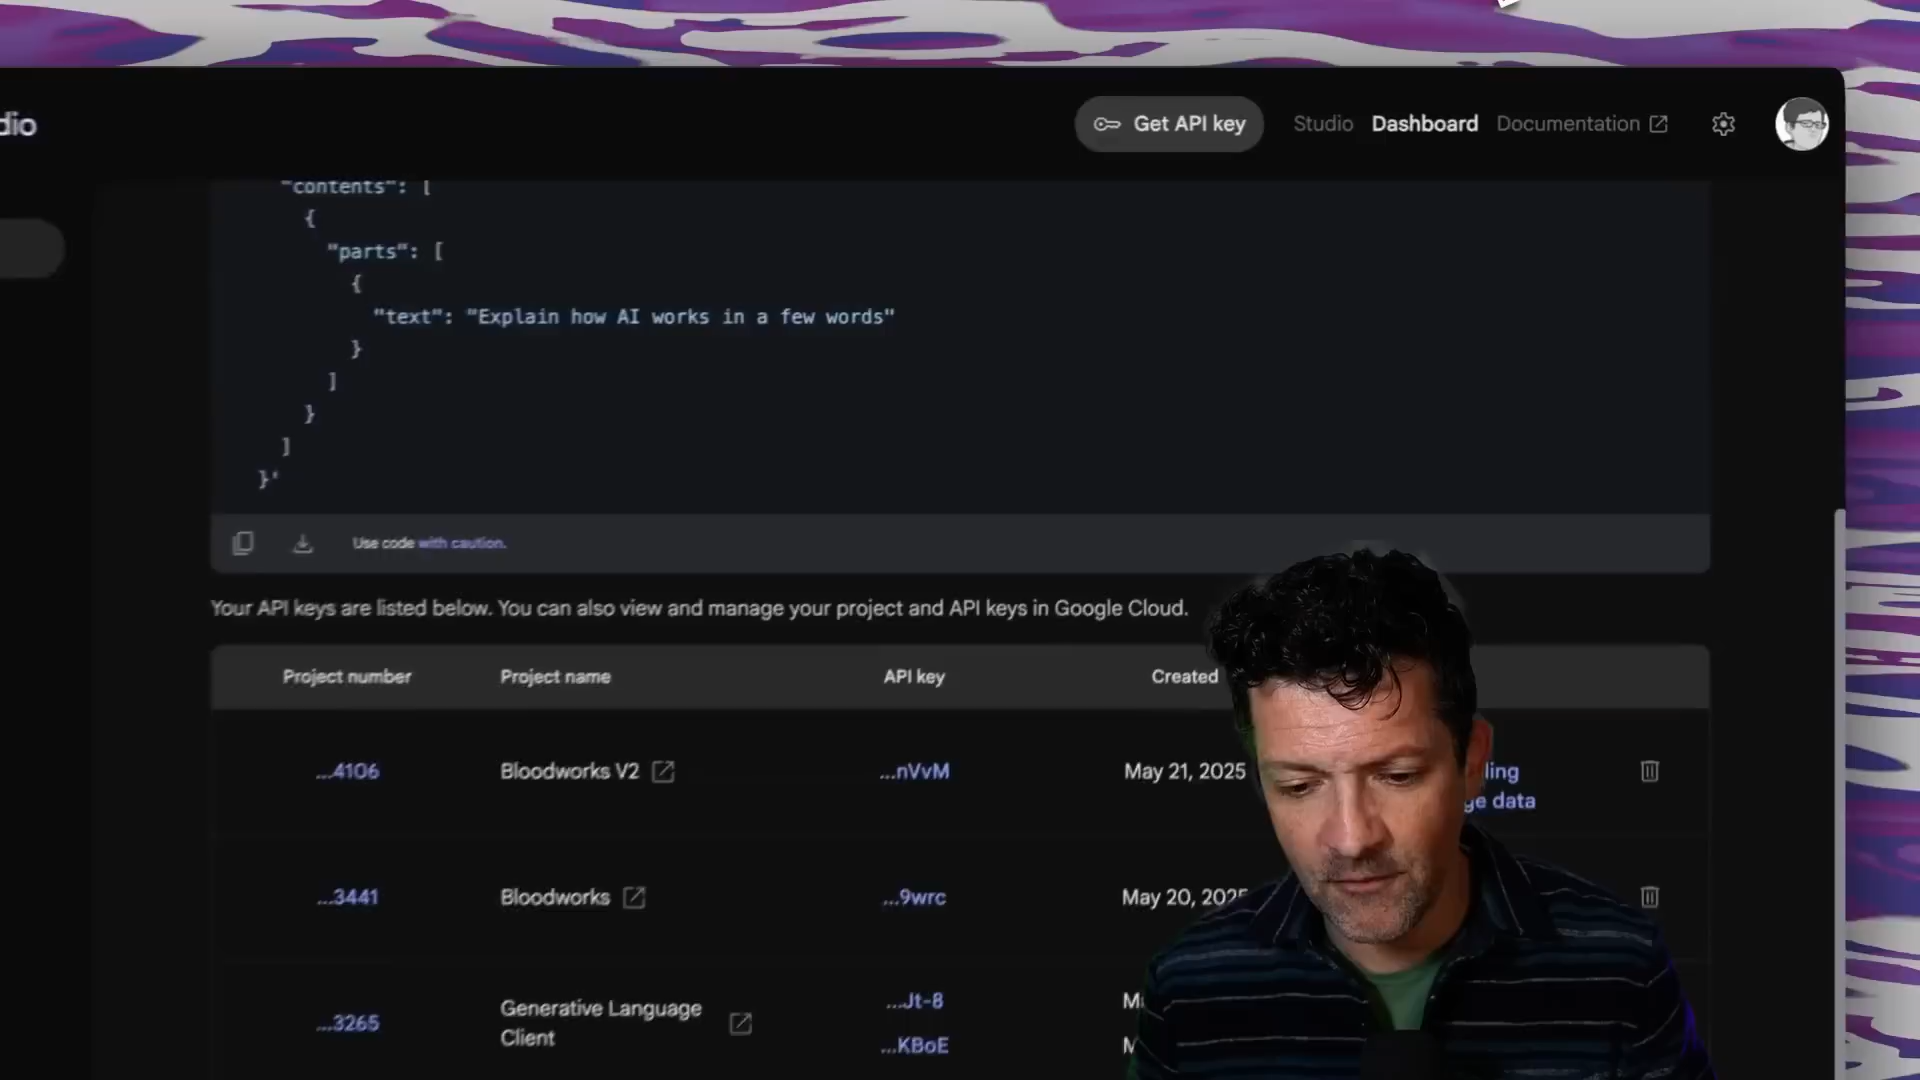 dio
Get API key
Studio
Dashboard
Documentation
"contents": [
{
"parts": [
{
"text": "Explain how AI works in a few words"
}
]
}
]
}'
Use code with caution.
Your API keys are listed below. You can also view and manage your project and API keys in Google Cloud.
Project number Project name API key Created
...4106 Bloodworks V2 ...nVvM May 21, 2025 ling
ge data
...3441 Bloodworks ...9wrc May 20, 2025
...3265 Generative Language Client ...Jt-8 M
...KBoE M